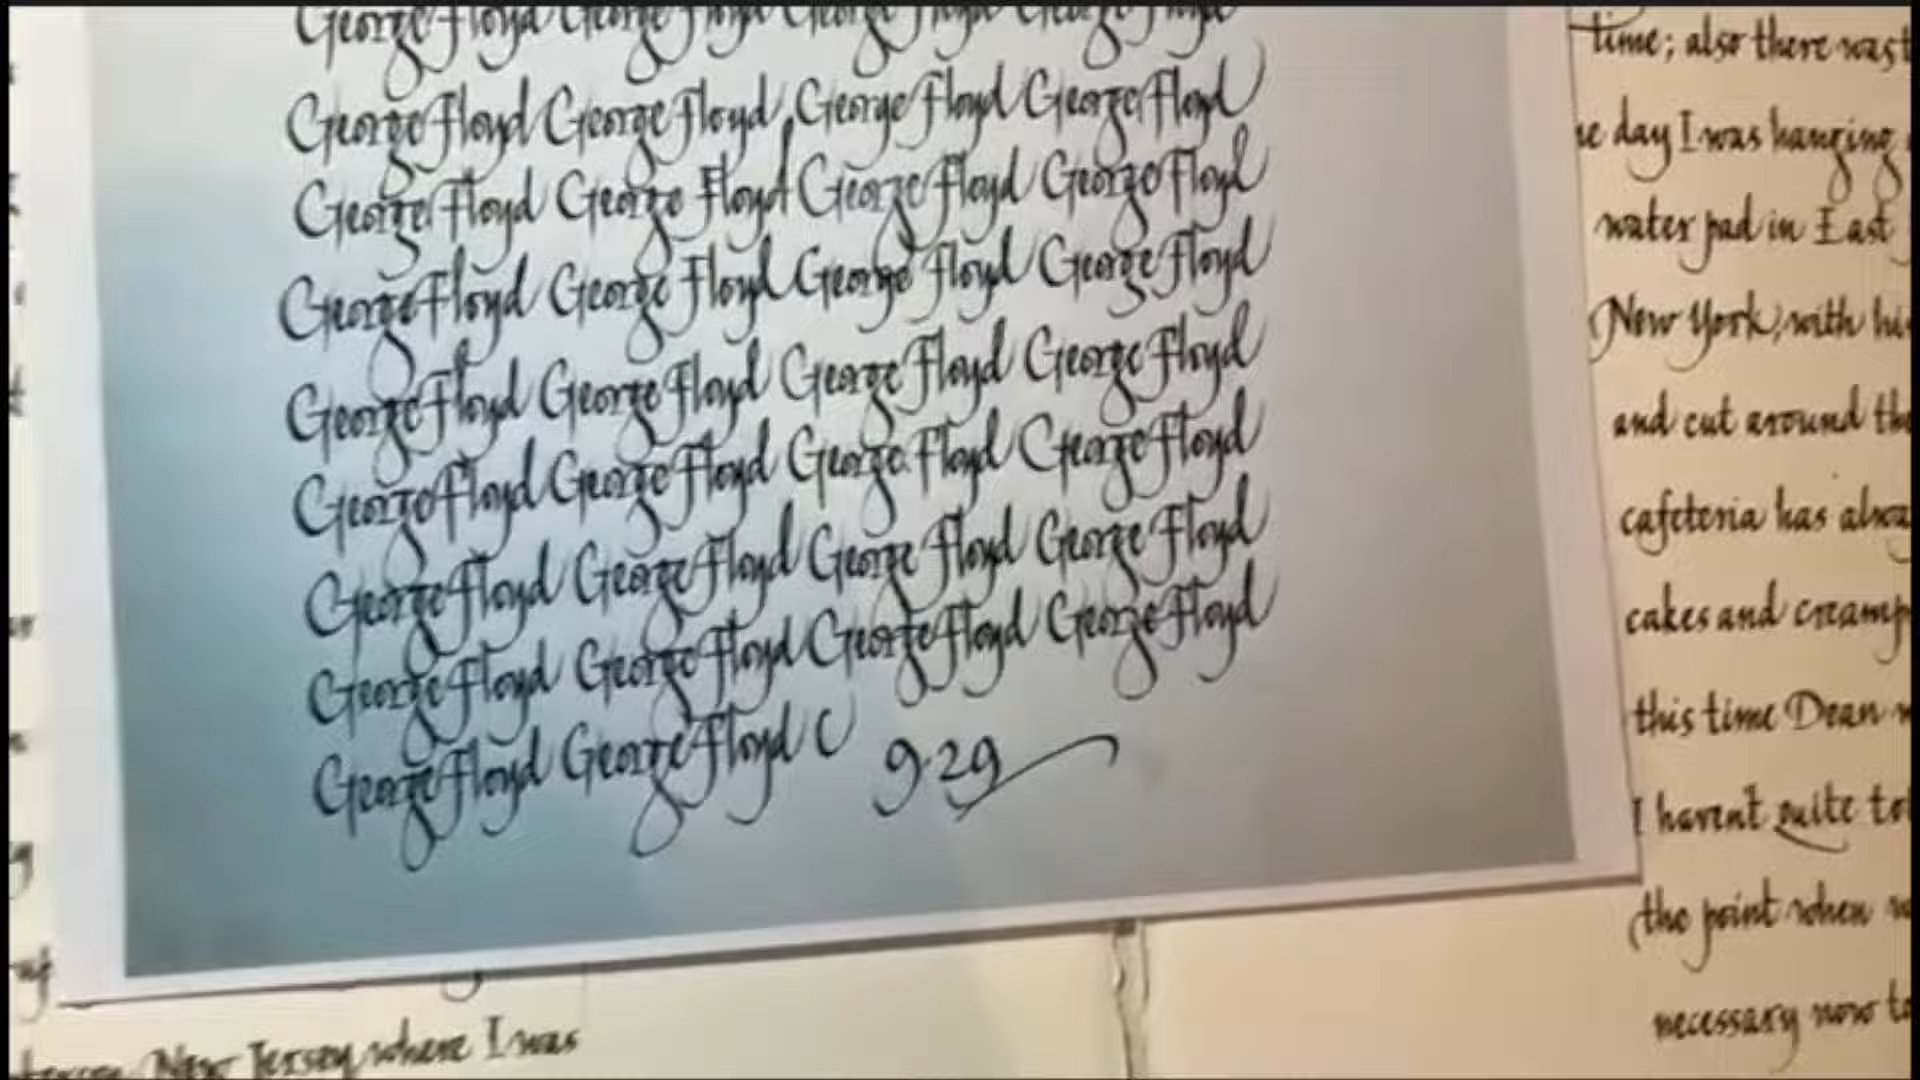 George Floyd George Floyd George Floyd George Floyd
George Floyd George Floyd George Floyd George Floyd
George Floyd George Floyd George Floyd George Floyd
George Floyd George Floyd George Floyd George Floyd
George Floyd George Floyd George Floyd George Floyd
George Floyd George Floyd George Floyd George Floyd
George Floyd George Floyd George Floyd George Floyd
George Floyd George Floyd George Floyd George Floyd
George Floyd George Floyd G
9.29
time; also there was
day I was hanging
water pad in East
New York, with
and cut around
cafeteria has
cakes and
this time Dean
I haven't quite
the point when
necessary now to
New Jersey where I was